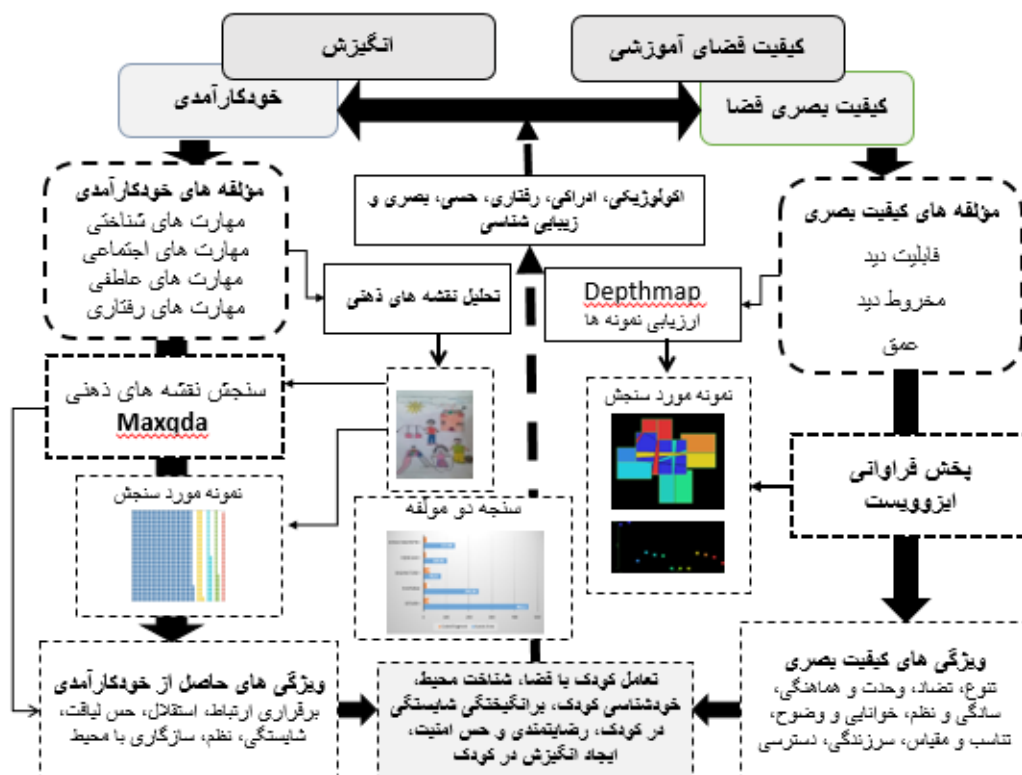 کیفیت فضای آموزشی
انگیزش
کیفیت بصری فضا
خودکارآمدی
مؤلفه های کیفیت بصری
قابلیت دید
مخروط دید
عمق
اکولوژیکی، ادراکی، رفتاری، حسی، بصری و
زیبایی شناسی
مؤلفه های خودکارآمدی
مهارت های شناختی
مهارت های اجتماعی
مهارت های عاطفی
مهارت های رفتاری
Depthmap
ارزیابی نمونه ها
تحلیل نقشه های ذهنی
سنجش نقشه های ذهنی
Maxqda
نمونه مورد سنجش
پخش فراوانی
ایزوویست
سنجه دو مولفه
نمونه مورد سنجش
ویژگی های کیفیت بصری
تنوع، تضاد، وحدت و هماهنگی،
سادگی و نظم، خوانایی و وضوح،
تناسب و مقیاس، سرزندگی، دسترسی
تعامل کودک با فضا، شناخت محیط،
خودشناسی کودک، برانگیختگی شایستگی
در کودک، رضایتمندی و حس امنیت،
ایجاد انگیزش در کودک
ویژگی های حاصل از خودکارآمدی
برقراری ارتباط، استقلال، حس لیاقت،
شایستگی، نظم، سازگاری با محیط